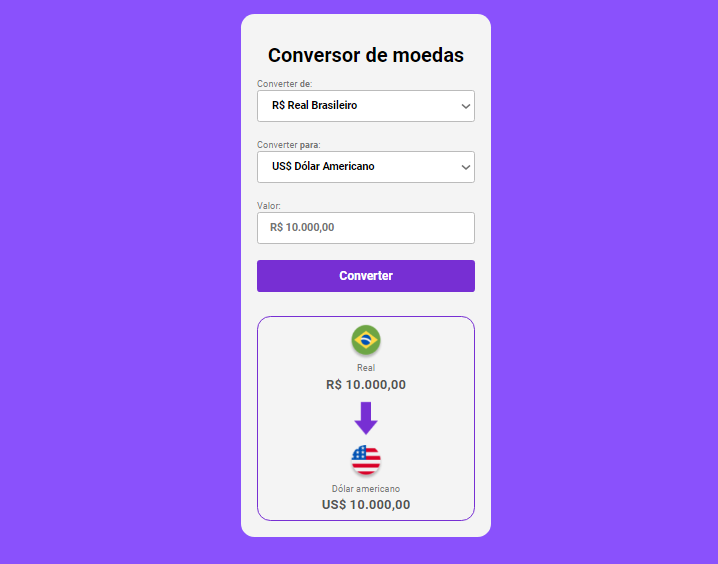 Conversor de moedas
Converter de:
R$ Real Brasileiro
Converter para:
US$ Dólar Americano
Valor:
R$ 10.000,00
Converter
Real
R$ 10.000,00
Dólar americano
US$ 10.000,00